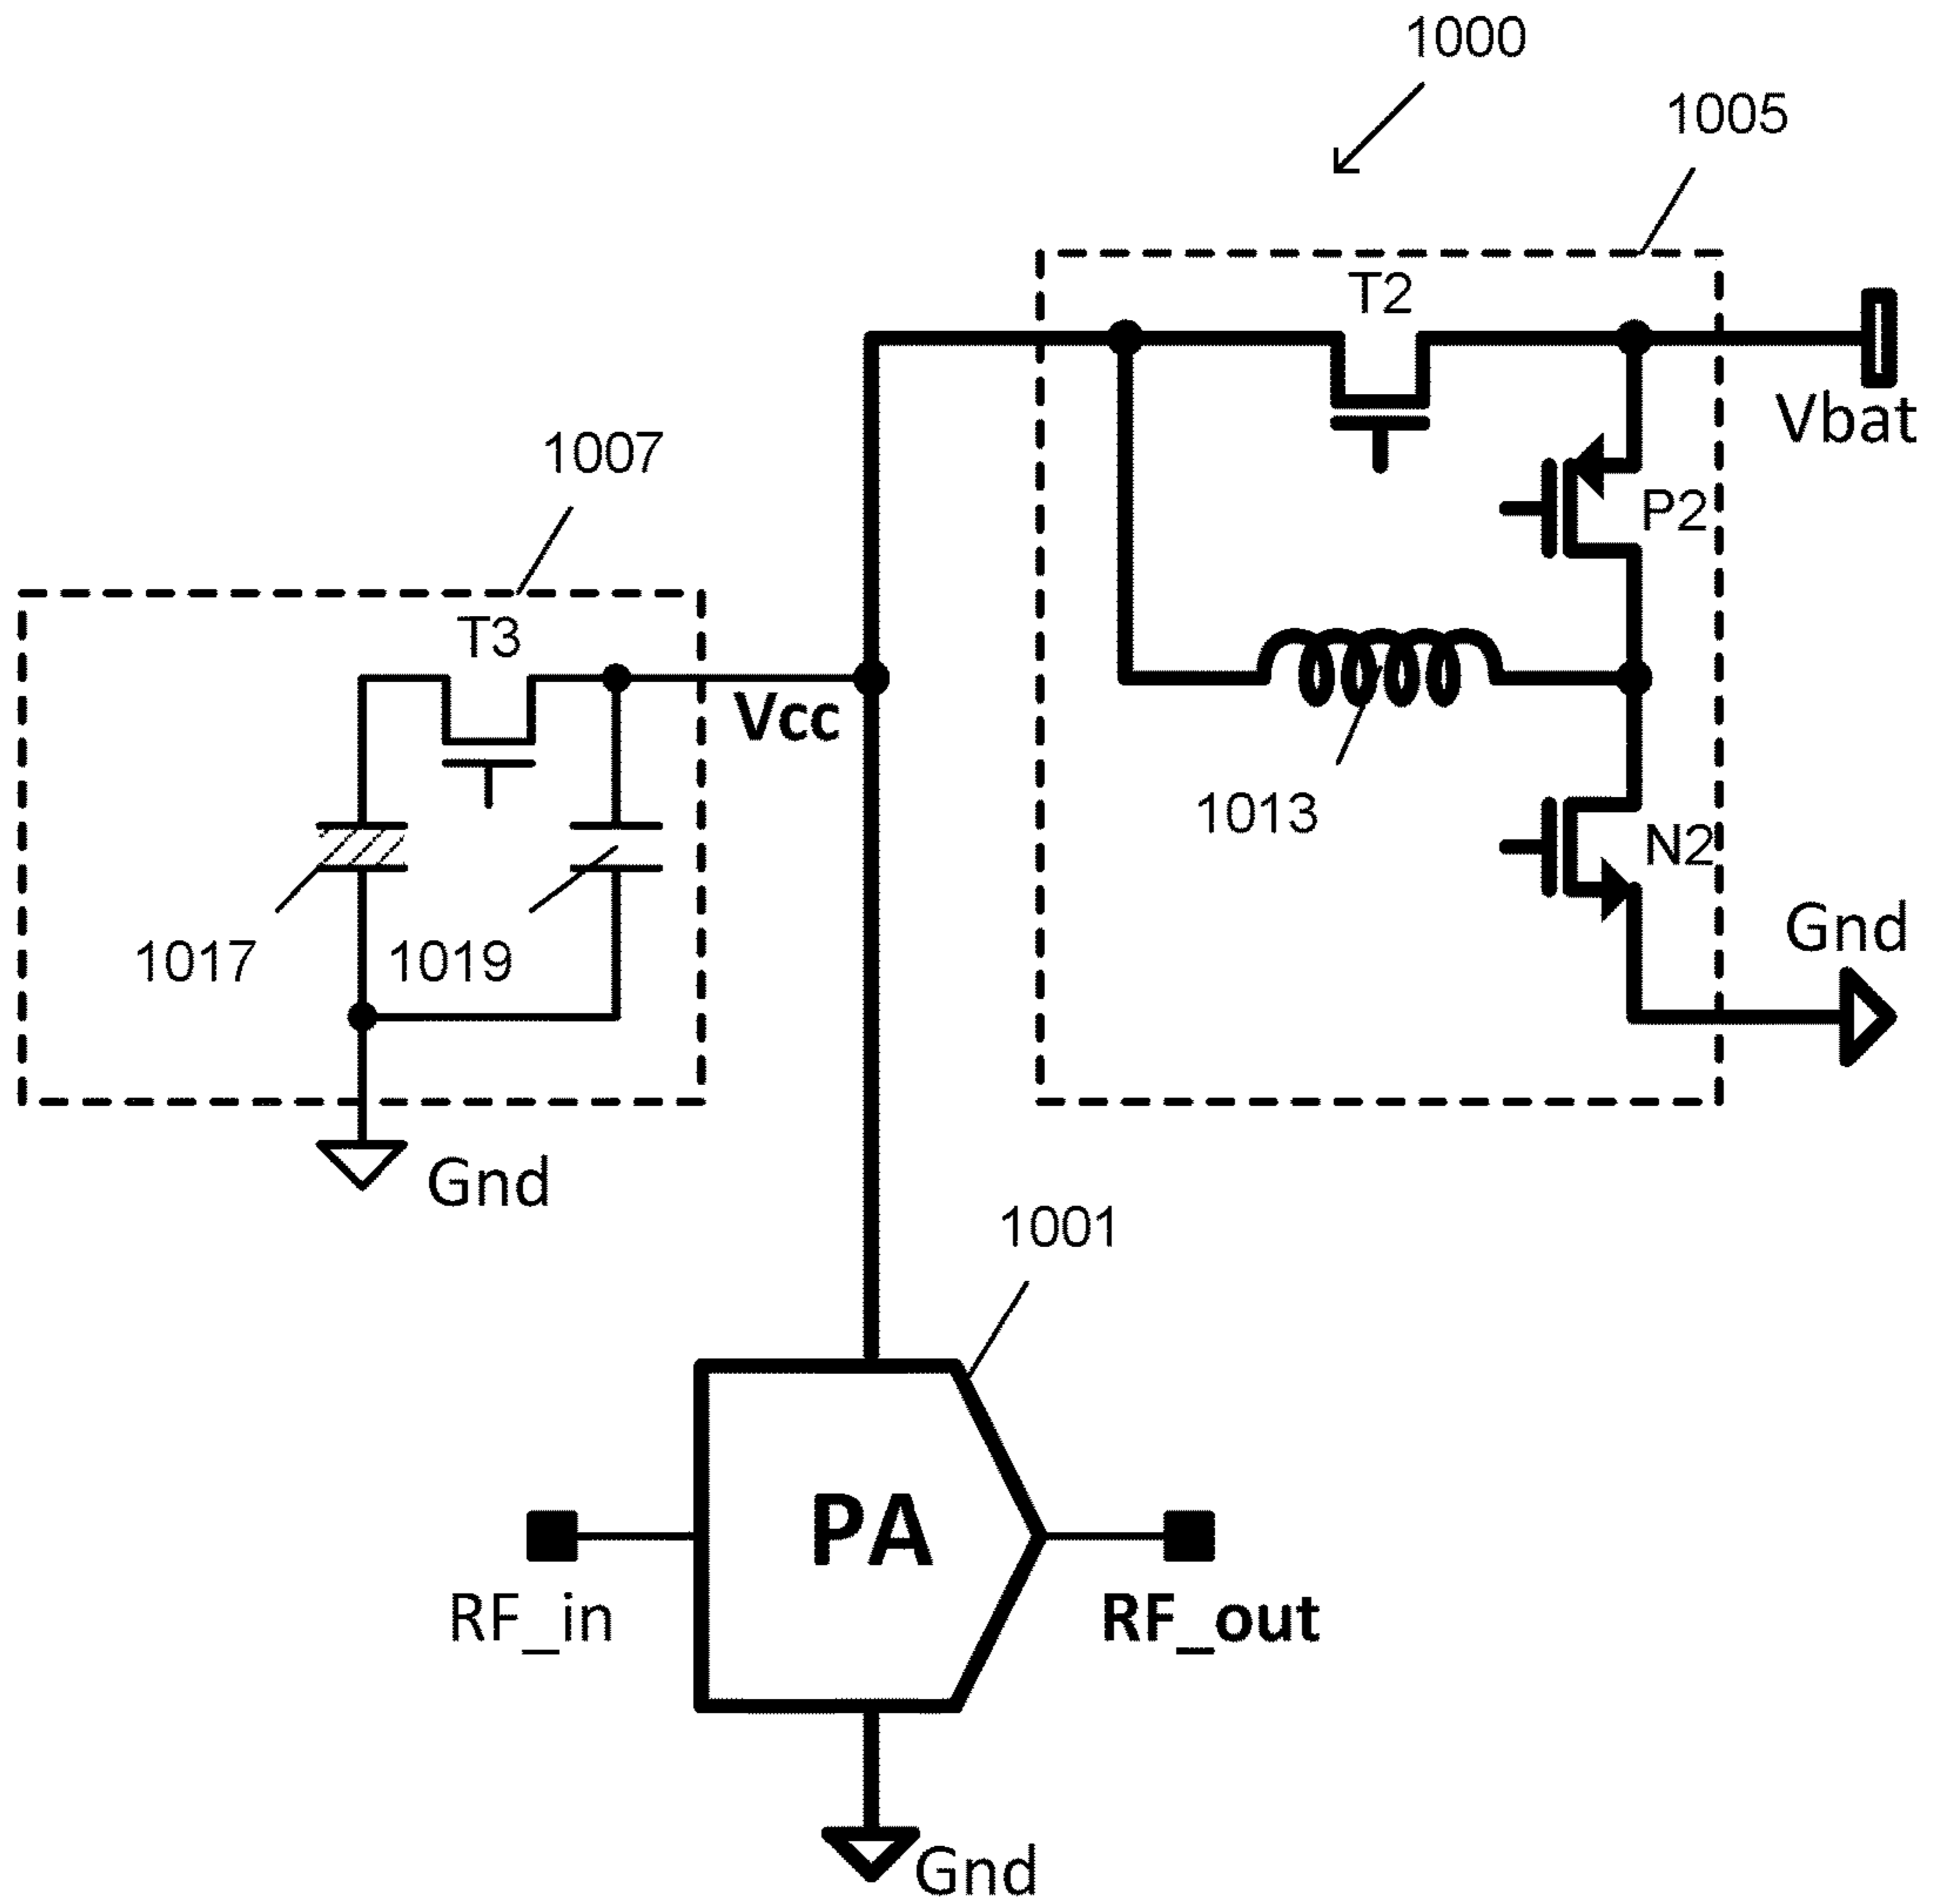 1000
1005
T2
Vbat
P2
1007
T3
Vcc
1013
N2
Gnd
1017
1019
Gnd
1001
PA
RF_in
RF_out
Gnd